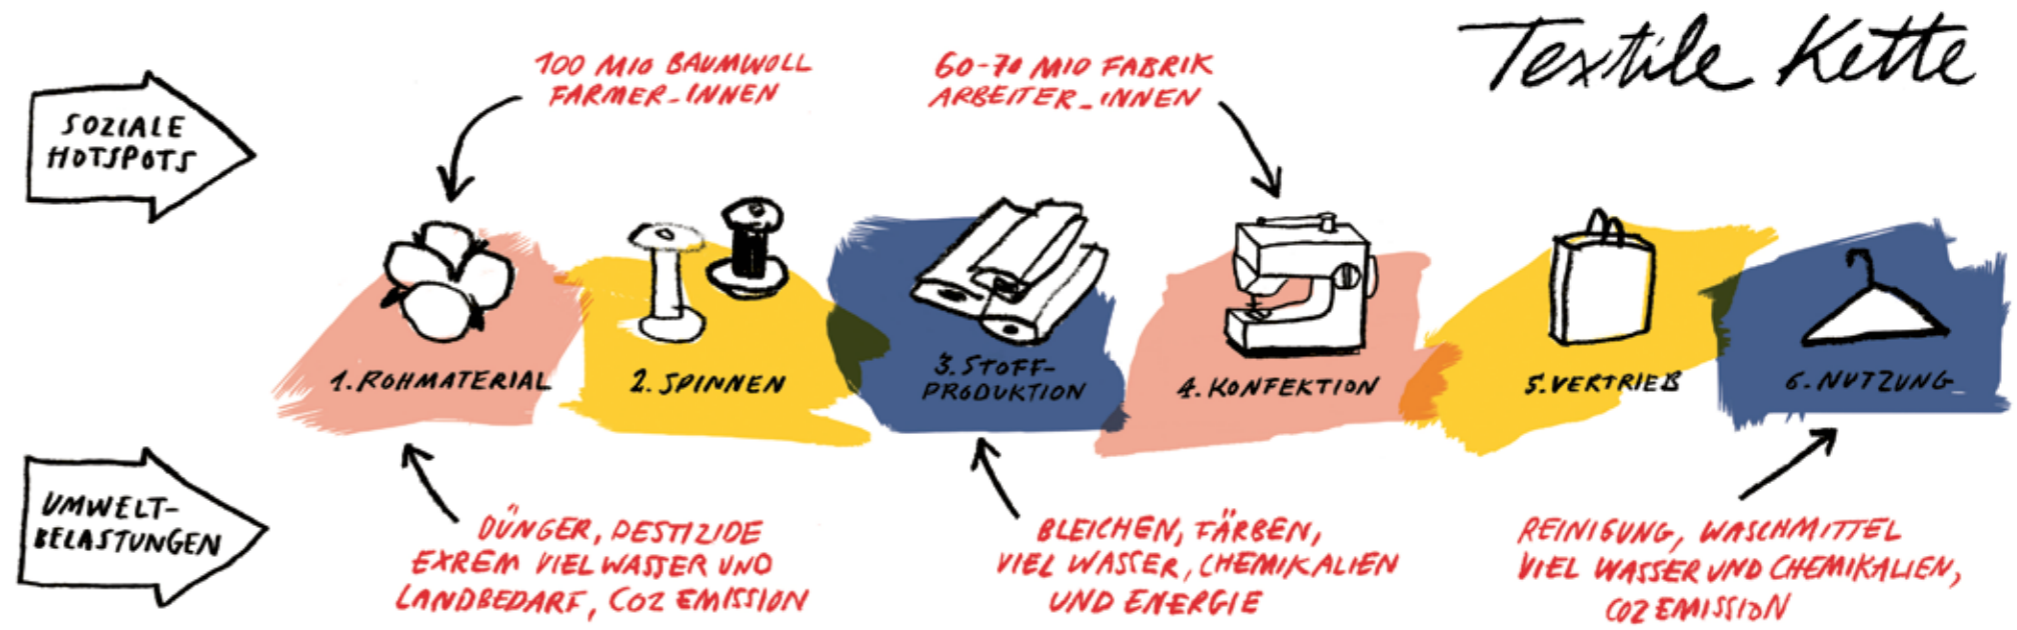 Textile Kette
SOZIALE
HOTSPOTS
100 MIO BAUMWOLL
FARMER_INNEN
60-70 MIO FABRIK
ARBEITER_INNEN
1. ROHMATERIAL
2. SPINNEN
3. STOFF-
PRODUKTION
4. KONFEKTION
5. VERTRIEB
6. NUTZUNG
UMWELT-
BELASTUNGEN
DÜNGER, PESTIZIDE
EXREM VIEL WASSER UND
LANDBEDARF, CO2 EMISSION
BLEICHEN, FÄRBEN,
VIEL WASSER, CHEMIKALIEN
UND ENERGIE
REINIGUNG, WASCHMITTEL
VIEL WASSER UND CHEMIKALIEN,
CO2 EMISSION